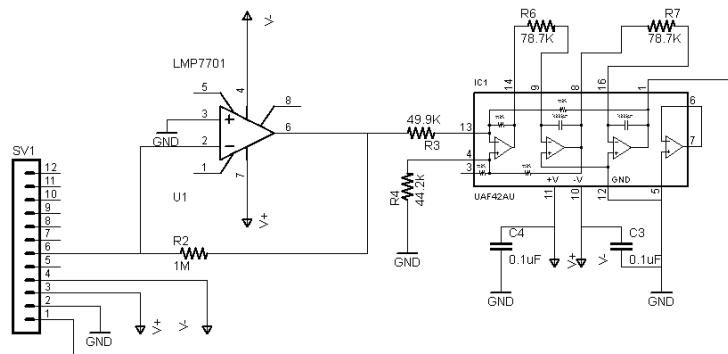 R6
78.7K
R7
78.7K
V-
LMP7701
5
4
8
3
2
6
1
7
GND
U1
V+
49.9K
R3
R4
44.2K
GND
IC1
14
9
8
16
1
13
4
3
6
7
+V
-V
GND
UAF42AU
11
10
12
5
C4
0.1uF
GND
V+
V-
C3
0.1uF
GND
SV1
12
11
10
9
8
7
6
5
4
3
2
1
R2
1M
GND
V+
V-